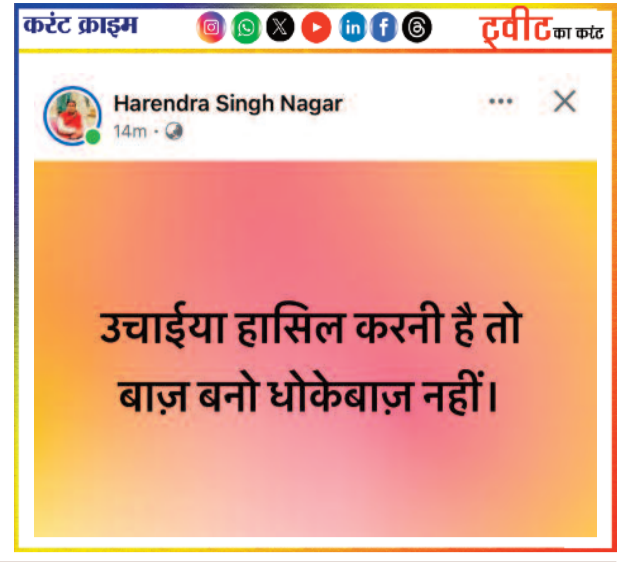 करंट क्राइम
ट्वीट का करंट
Harendra Singh Nagar
14m
उचाईया हासिल करनी है तो
बाज़ बनो धोकेबाज़ नहीं।